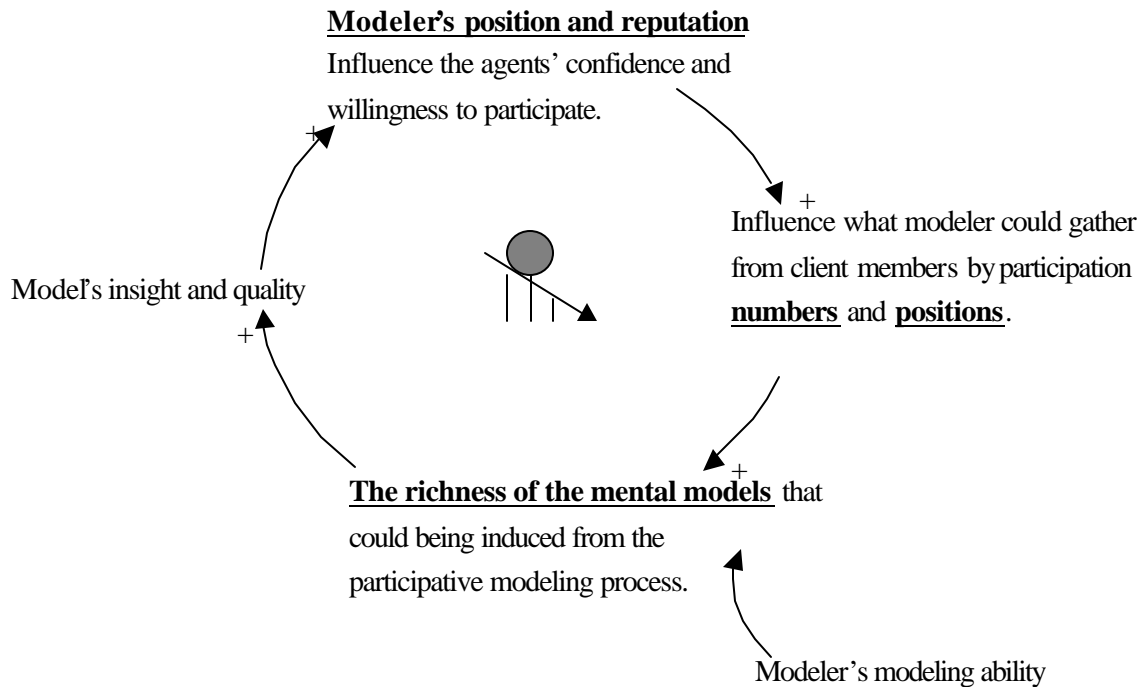 Modeler's position and reputation
Influence the agents' confidence and
willingness to participate.
+
+
Influence what modeler could gather
from client members by participation
numbers and positions.
Model's insight and quality
+
+
The richness of the mental models that
could being induced from the
participative modeling process.
Modeler's modeling ability